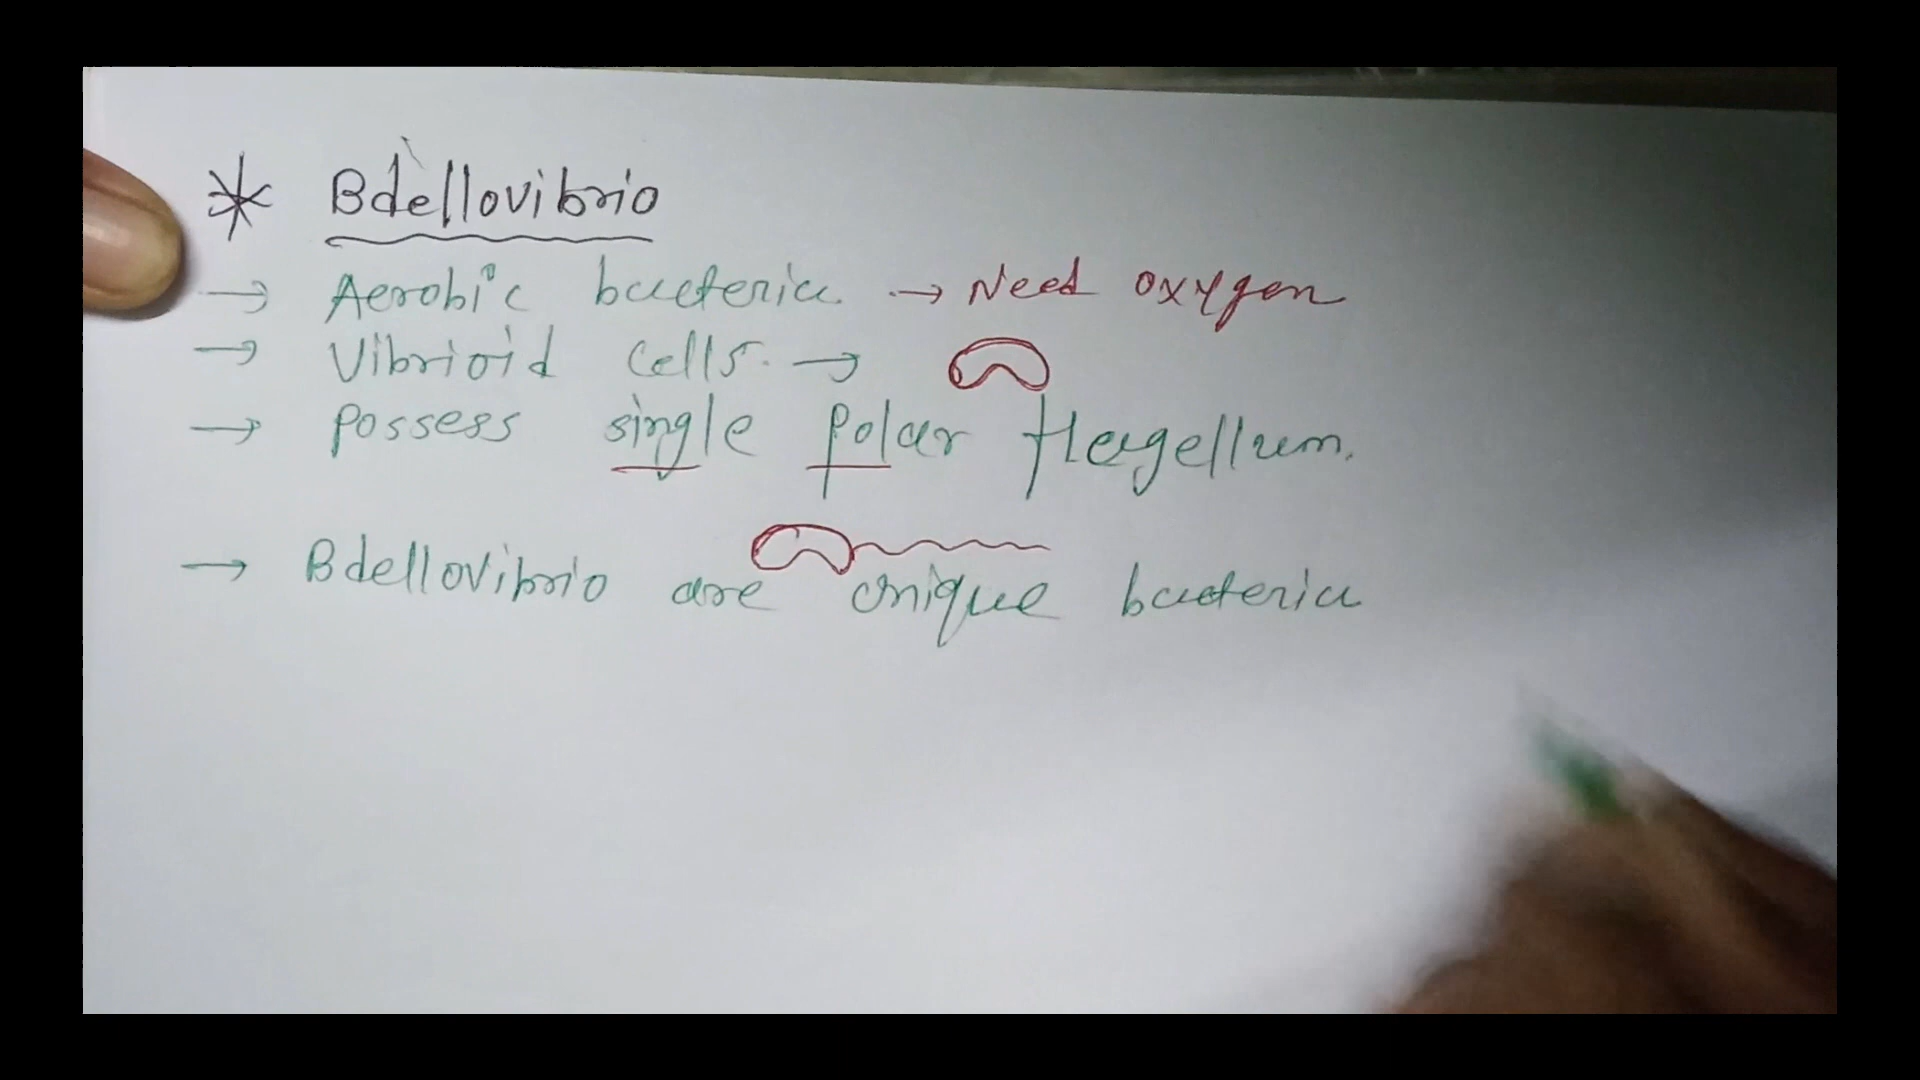 * Bdellovibrio
→ Aerobic bacteria → Need oxygen
→ Vibrioid cells. →
→ Possess single polar flagellum.
→ Bdellovibrio are unique bacteria